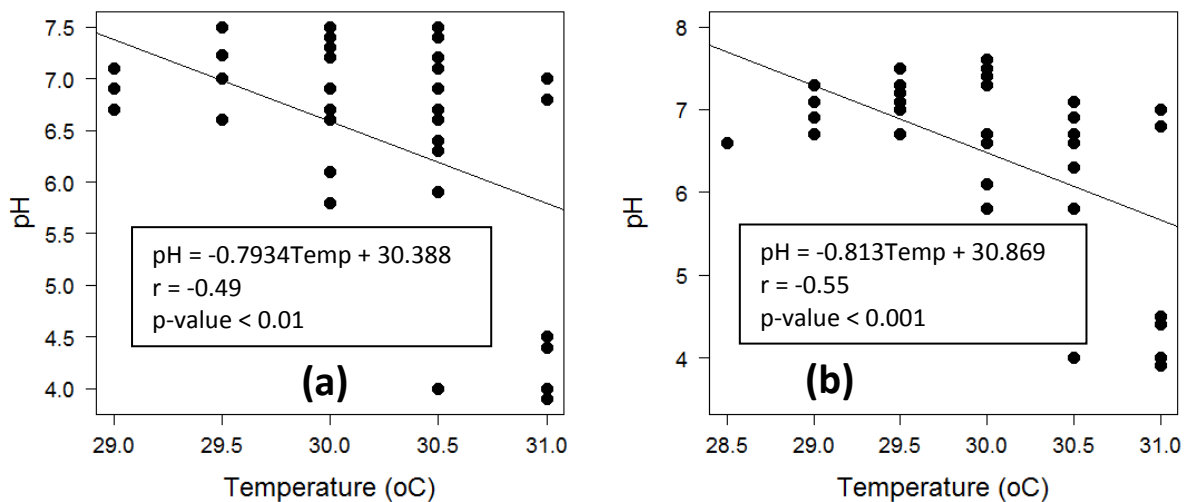 7.5
7.0
6.5
6.0
5.5
5.0
4.5
4.0
pH
pH = -0.7934Temp + 30.388
r = -0.49
p-value < 0.01
(a)
29.0 29.5 30.0 30.5 31.0
Temperature (oC)
8
7
6
5
4
pH
pH = -0.813Temp + 30.869
r = -0.55
p-value < 0.001
(b)
28.5 29.0 29.5 30.0 30.5 31.0
Temperature (oC)